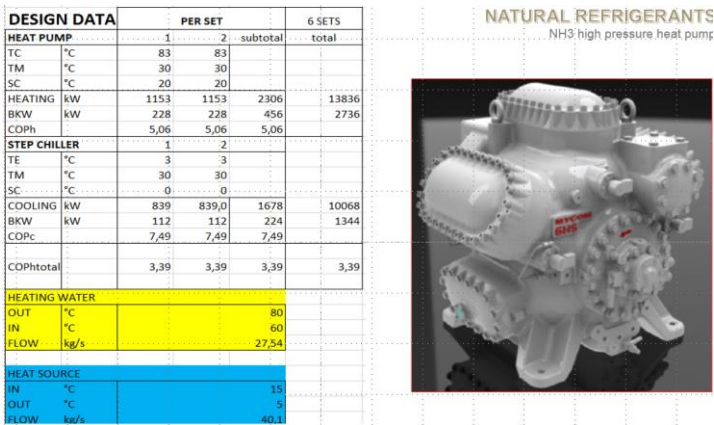 DESIGN DATA PER SET 6 SETS
HEAT PUMP 1 2 subtotal total
TC °C 83 83
TM °C 30 30
SC °C 20 20
HEATING kW 1153 1153 2306 13836
BKW kW 228 228 456 2736
COPh 5,06 5,06 5,06
STEP CHILLER 1 2
TE °C 3 3
TM °C 30 30
SC °C 0 0
COOLING kW 839 839,0 1678 10068
BKW kW 112 112 224 1344
COPc 7,49 7,49 7,49
COPhtotal 3,39 3,39 3,39 3,39
HEATING WATER
OUT °C 80
IN °C 60
FLOW kg/s 27,54
HEAT SOURCE
IN °C 15
OUT °C 5
FLOW kg/s 40,1
NATURAL REFRIGERANTS
NH3 high pressure heat pump
MYCOM
6HS